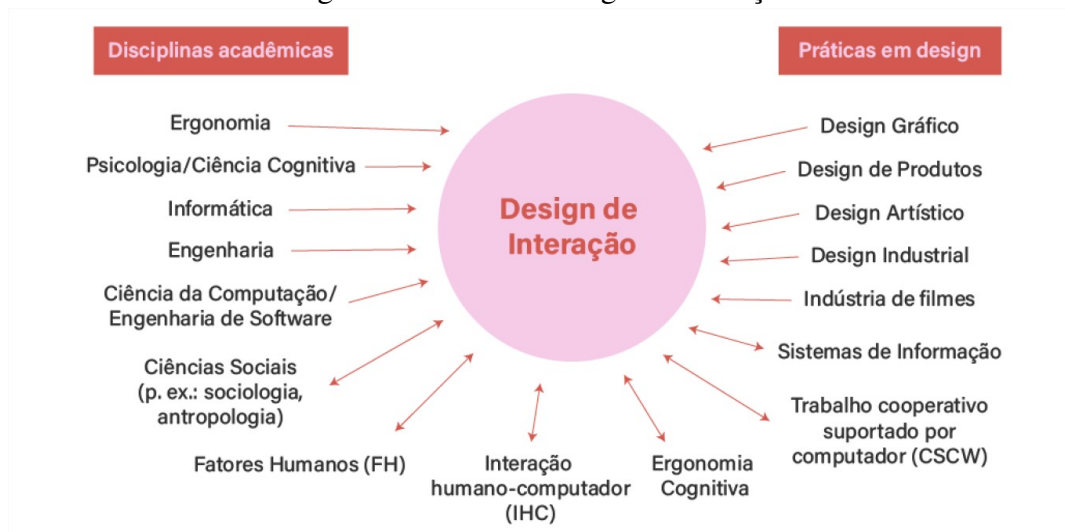 Disciplinas acadêmicas
Práticas em design
Ergonomia
Psicologia/Ciência Cognitiva
Informática
Engenharia
Ciência da Computação/
Engenharia de Software
Ciências Sociais
(p. ex.: sociologia,
antropologia)
Fatores Humanos (FH)
Interação
humano-computador
(IHC)
Ergonomia
Cognitiva
Design de
Interação
Design Gráfico
Design de Produtos
Design Artístico
Design Industrial
Indústria de filmes
Sistemas de Informação
Trabalho cooperativo
suportado por
computador (CSCW)